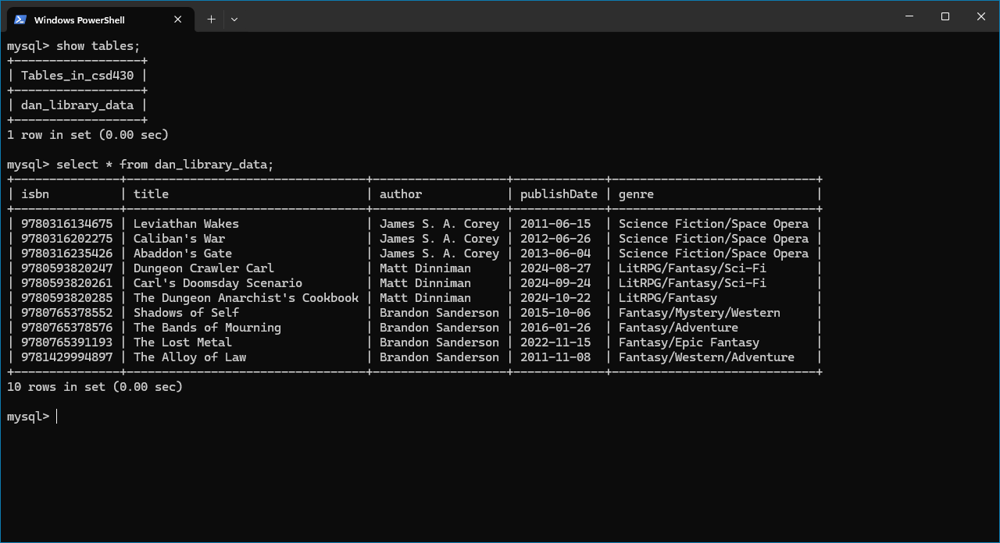 Windows PowerShell
mysql> show tables;
+------------------+
| Tables_in_csd430 |
+------------------+
| dan_library_data |
+------------------+
1 row in set (0.00 sec)
mysql> select * from dan_library_data;
+---------------+----------------------------------+-------------------+-------------+-----------------------------+
| isbn          | title                            | author            | publishDate | genre                       |
+---------------+----------------------------------+-------------------+-------------+-----------------------------+
| 9780316134675 | Leviathan Wakes                  | James S. A. Corey | 2011-06-15  | Science Fiction/Space Opera |
| 9780316202275 | Caliban's War                    | James S. A. Corey | 2012-06-26  | Science Fiction/Space Opera |
| 9780316235426 | Abaddon's Gate                   | James S. A. Corey | 2013-06-04  | Science Fiction/Space Opera |
| 9780593820247 | Dungeon Crawler Carl             | Matt Dinniman     | 2024-08-27  | LitRPG/Fantasy/Sci-Fi       |
| 9780593820261 | Carl's Doomsday Scenario         | Matt Dinniman     | 2024-09-24  | LitRPG/Fantasy/Sci-Fi       |
| 9780593820285 | The Dungeon Anarchist's Cookbook | Matt Dinniman     | 2024-10-22  | LitRPG/Fantasy              |
| 9780765378552 | Shadows of Self                  | Brandon Sanderson | 2015-10-06  | Fantasy/Mystery/Western     |
| 9780765378576 | The Bands of Mourning            | Brandon Sanderson | 2016-01-26  | Fantasy/Adventure           |
| 9780765391193 | The Lost Metal                   | Brandon Sanderson | 2022-11-15  | Fantasy/Epic Fantasy        |
| 9781429994897 | The Alloy of Law                 | Brandon Sanderson | 2011-11-08  | Fantasy/Western/Adventure   |
+---------------+----------------------------------+-------------------+-------------+-----------------------------+
10 rows in set (0.00 sec)
mysql>